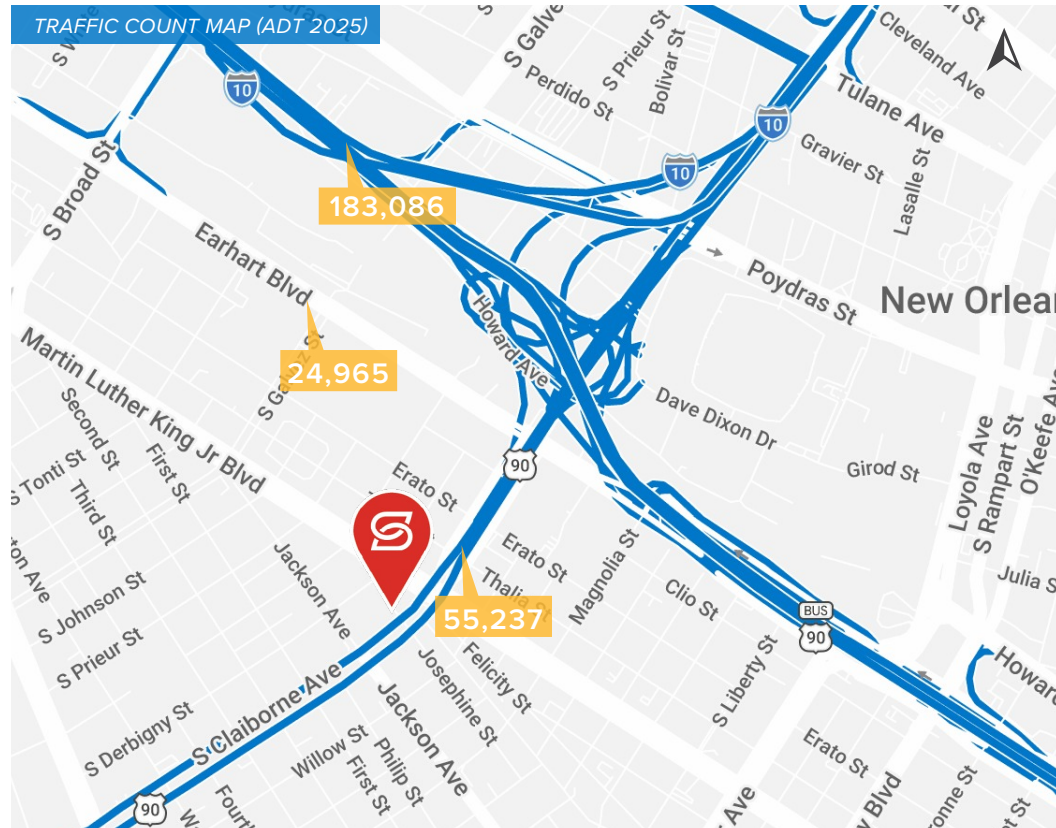 TRAFFIC COUNT MAP (ADT 2025)
S Galvez
S Prieur St
Bolivar St
Perdido St
Cleveland Ave
Tulane Ave
10
10
10
Gravier St
Lasalle St
S Broad St
183,086
Earhart Blvd
Poydras St
New Orlean
Howard Ave
24,965
S Galvez St
Martin Luther King Jr Blvd
Dave Dixon Dr
Second St
First St
S Tonti St
Third St
Girod St
Loyola Ave
S Rampart St
O'Keefe Ave
90
Erato St
Erato St
Thalia St
Magnolia St
Clio St
Julia S
Jackson Ave
S Johnson St
S Prieur St
55,237
BUS
90
Felicity St
Josephine St
S Liberty St
Howard
S Claiborne Ave
Jackson Ave
S Derbigny St
Willow St
Philip St
First St
Erato St
Fourt
90
Ave
Blvd
ronne St